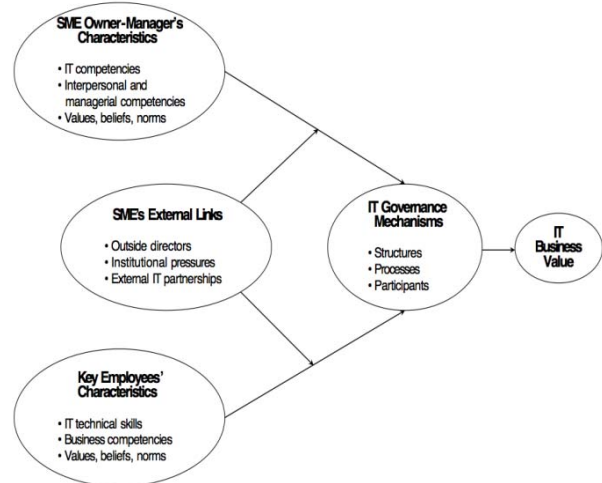 SME Owner-Manager's
Characteristics
• IT competencies
• Interpersonal and
managerial competencies
• Values, beliefs, norms
SME's External Links
• Outside directors
• Institutional pressures
• External IT partnerships
IT Governance
Mechanisms
• Structures
• Processes
• Participants
IT
Business
Value
Key Employees'
Characteristics
• IT technical skills
• Business competencies
• Values, beliefs, norms